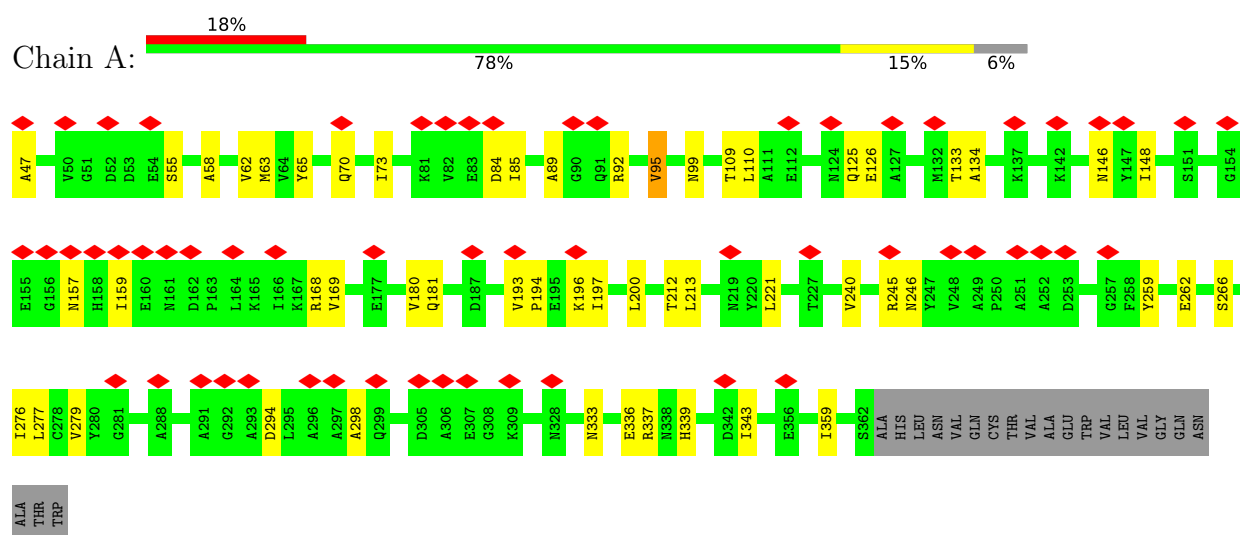 18%
Chain A:
78% 15% 6%
A47 V50 G51 D52 D53 E54 S55 A58 V62 M63 V64 Y65 Q70 I73 K81 V82 E83 D84 I85 A89 G90 Q91 R92 V95 N99 T109 L110 A111 E112 N124 Q125 E126 A127 M132 T133 A134 K137 K142 N146 Y147 I148 S151 G154
E155 G156 N157 H158 I159 E160 N161 D162 P163 L164 K165 I166 K167 R168 V169 E177 V180 Q181 D187 V193 P194 E195 K196 I197 L200 T212 L213 N219 Y220 L221 T227 V240 R245 N246 Y247 V248 A249 P250 A251 A252 D253 G257 F258 Y259 E262 S266
I276 L277 C278 V279 Y280 G281 A288 A291 G292 A293 D294 L295 A296 A297 A298 Q299 D305 A306 E307 G308 K309 N328 N333 E336 R337 N338 H339 D342 I343 E356 I359 S362 ALA HIS LEU ASN VAL GLN CYS THR VAL ALA GLU TRP VAL LEU VAL GLY GLN ASN
ALA THR TRP